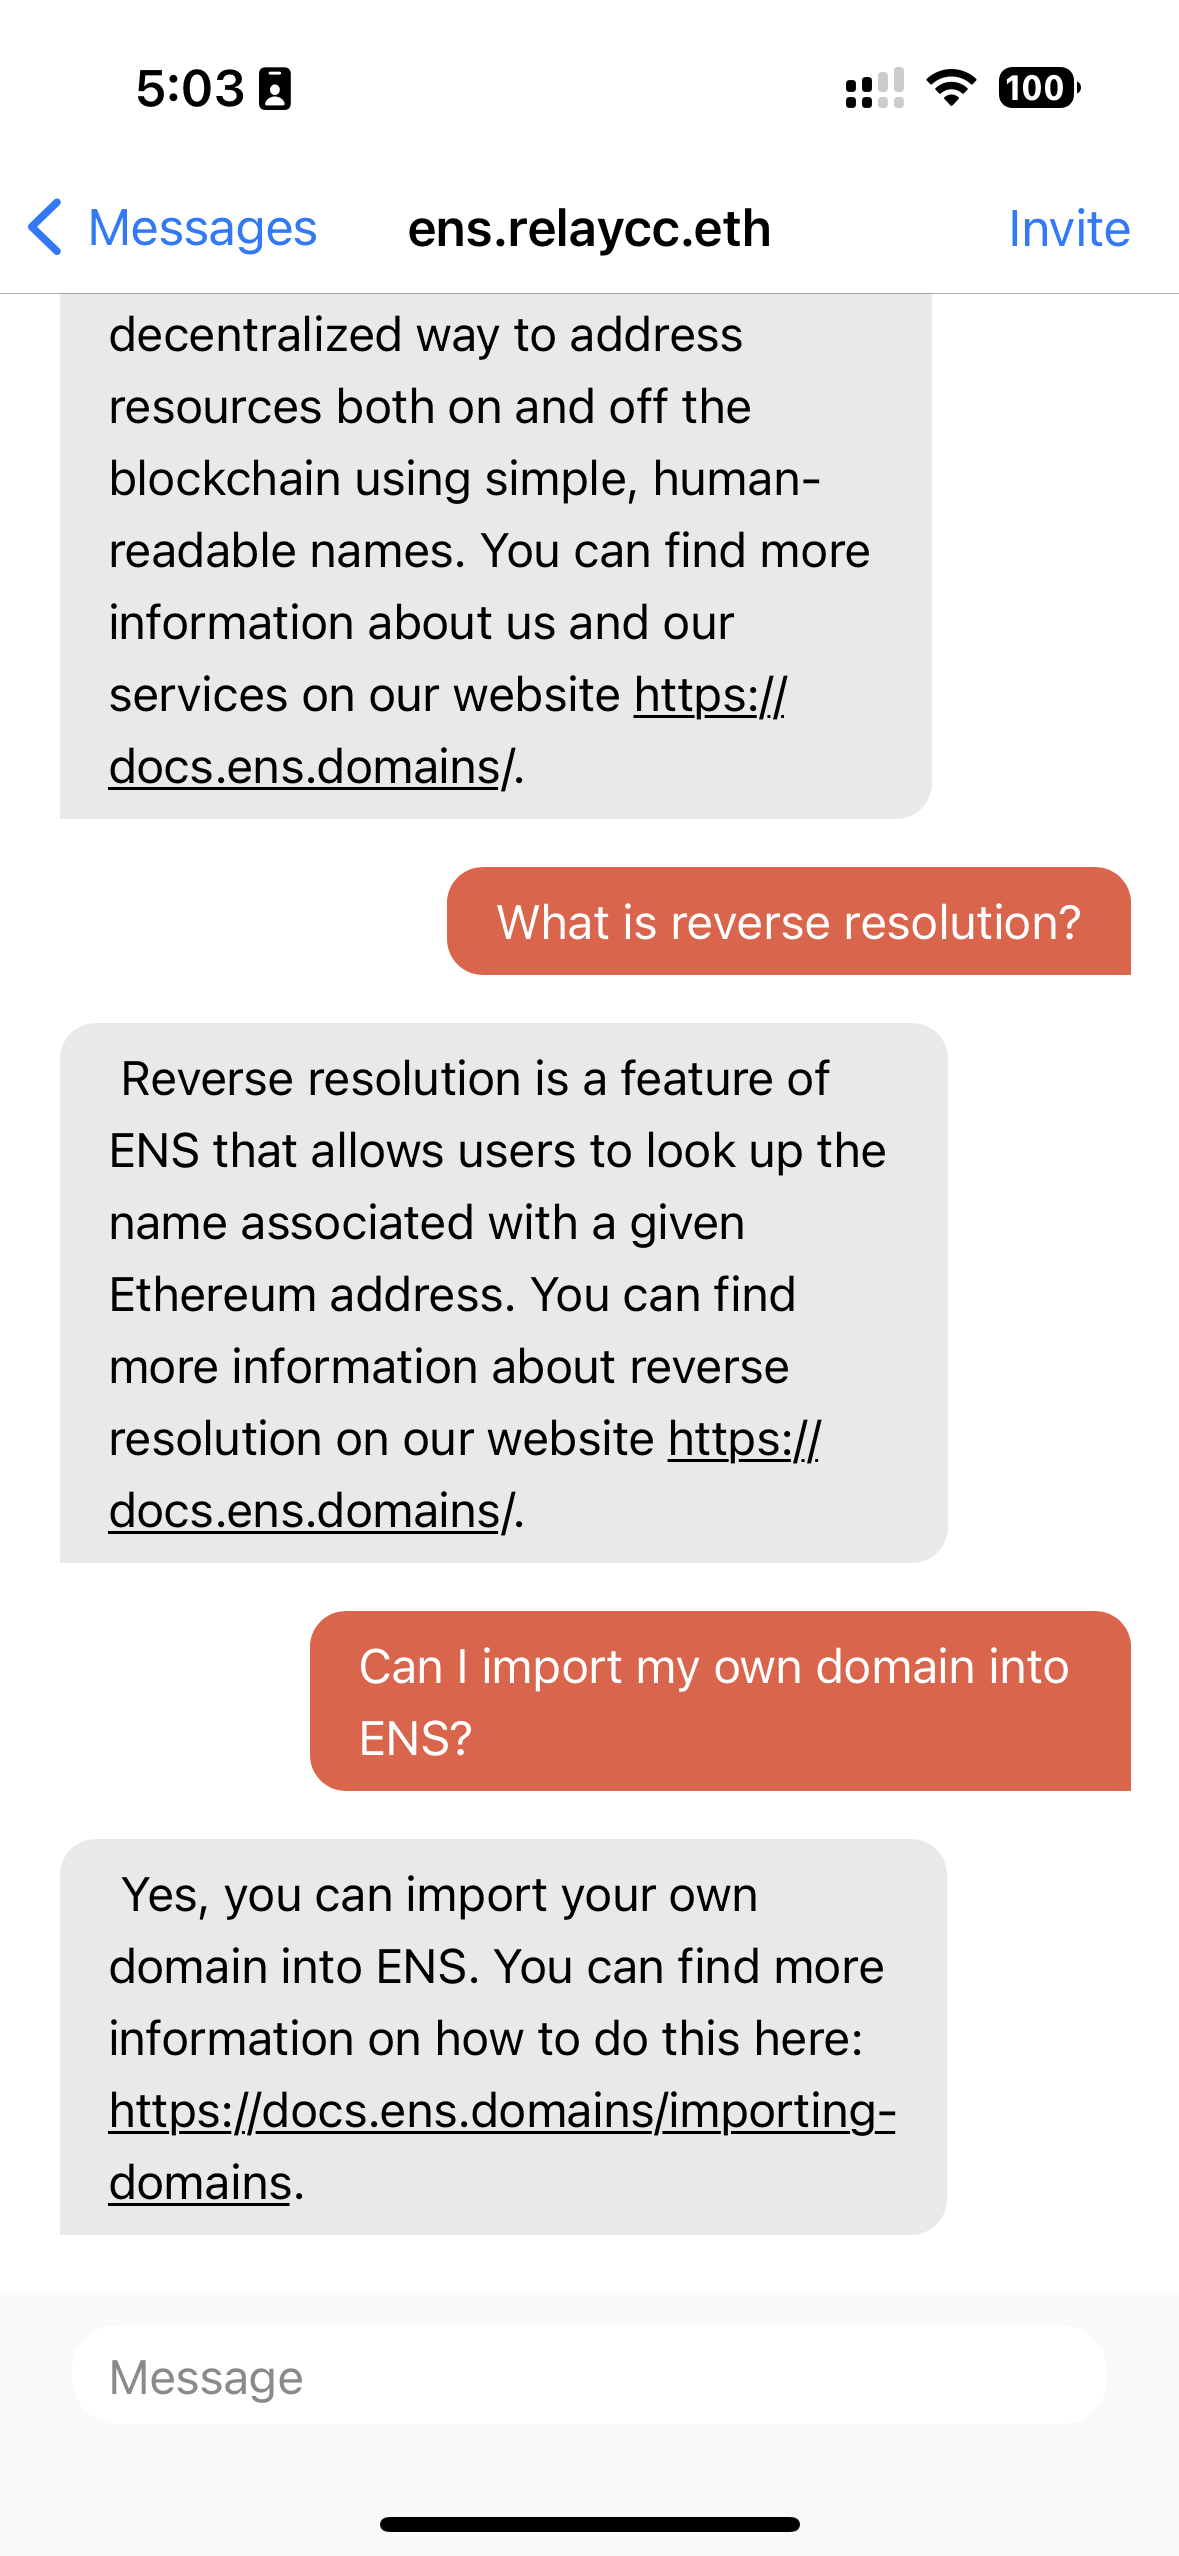 5:03
100
Messages
ens.relaycc.eth
Invite
decentralized way to address
resources both on and off the
blockchain using simple, human-
readable names. You can find more
information about us and our
services on our website https://
docs.ens.domains/.
What is reverse resolution?
Reverse resolution is a feature of
ENS that allows users to look up the
name associated with a given
Ethereum address. You can find
more information about reverse
resolution on our website https://
docs.ens.domains/.
Can I import my own domain into
ENS?
Yes, you can import your own
domain into ENS. You can find more
information on how to do this here:
https://docs.ens.domains/importing-
domains.
Message